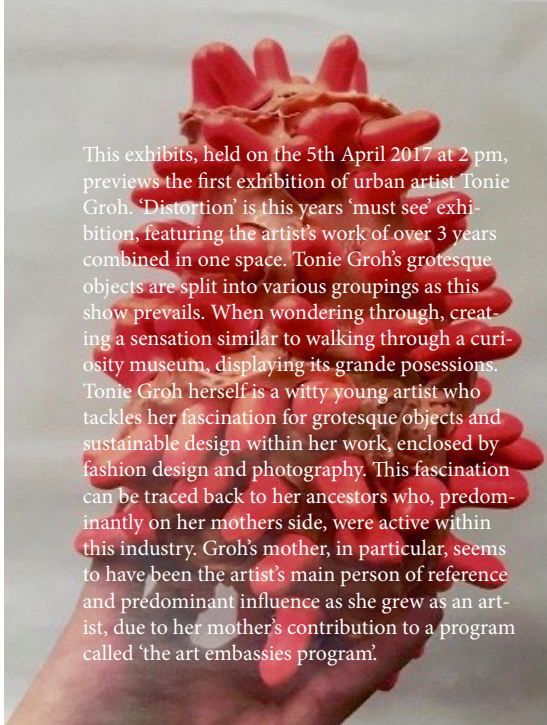 This exhibits, held on the 5th April 2017 at 2 pm,
previews the first exhibition of urban artist Tonie
Groh. ‘Distortion’ is this years ‘must see’ exhi-
bition, featuring the artist’s work of over 3 years
combined in one space. Tonie Groh’s grotesque
objects are split into various groupings as this
show prevails. When wondering through, creat-
ing a sensation similar to walking through a curi-
osity museum, displaying its grande posessions.
Tonie Groh herself is a witty young artist who
tackles her fascination for grotesque objects and
sustainable design within her work, enclosed by
fashion design and photography. This fascination
can be traced back to her ancestors who, predom-
inantly on her mothers side, were active within
this industry. Groh’s mother, in particular, seems
to have been the artist’s main person of reference
and predominant influence as she grew as an art-
ist, due to her mother’s contribution to a program
called ‘the art embassies program’.